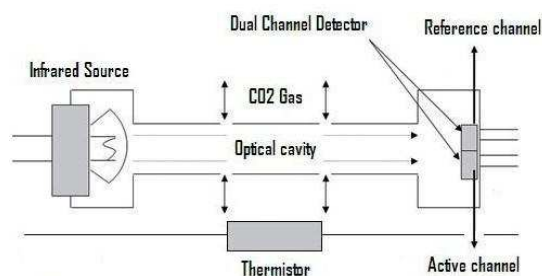 Dual Channel Detector
Reference channel
Infrared Source
CO2 Gas
Optical cavity
Thermistor
Active channel